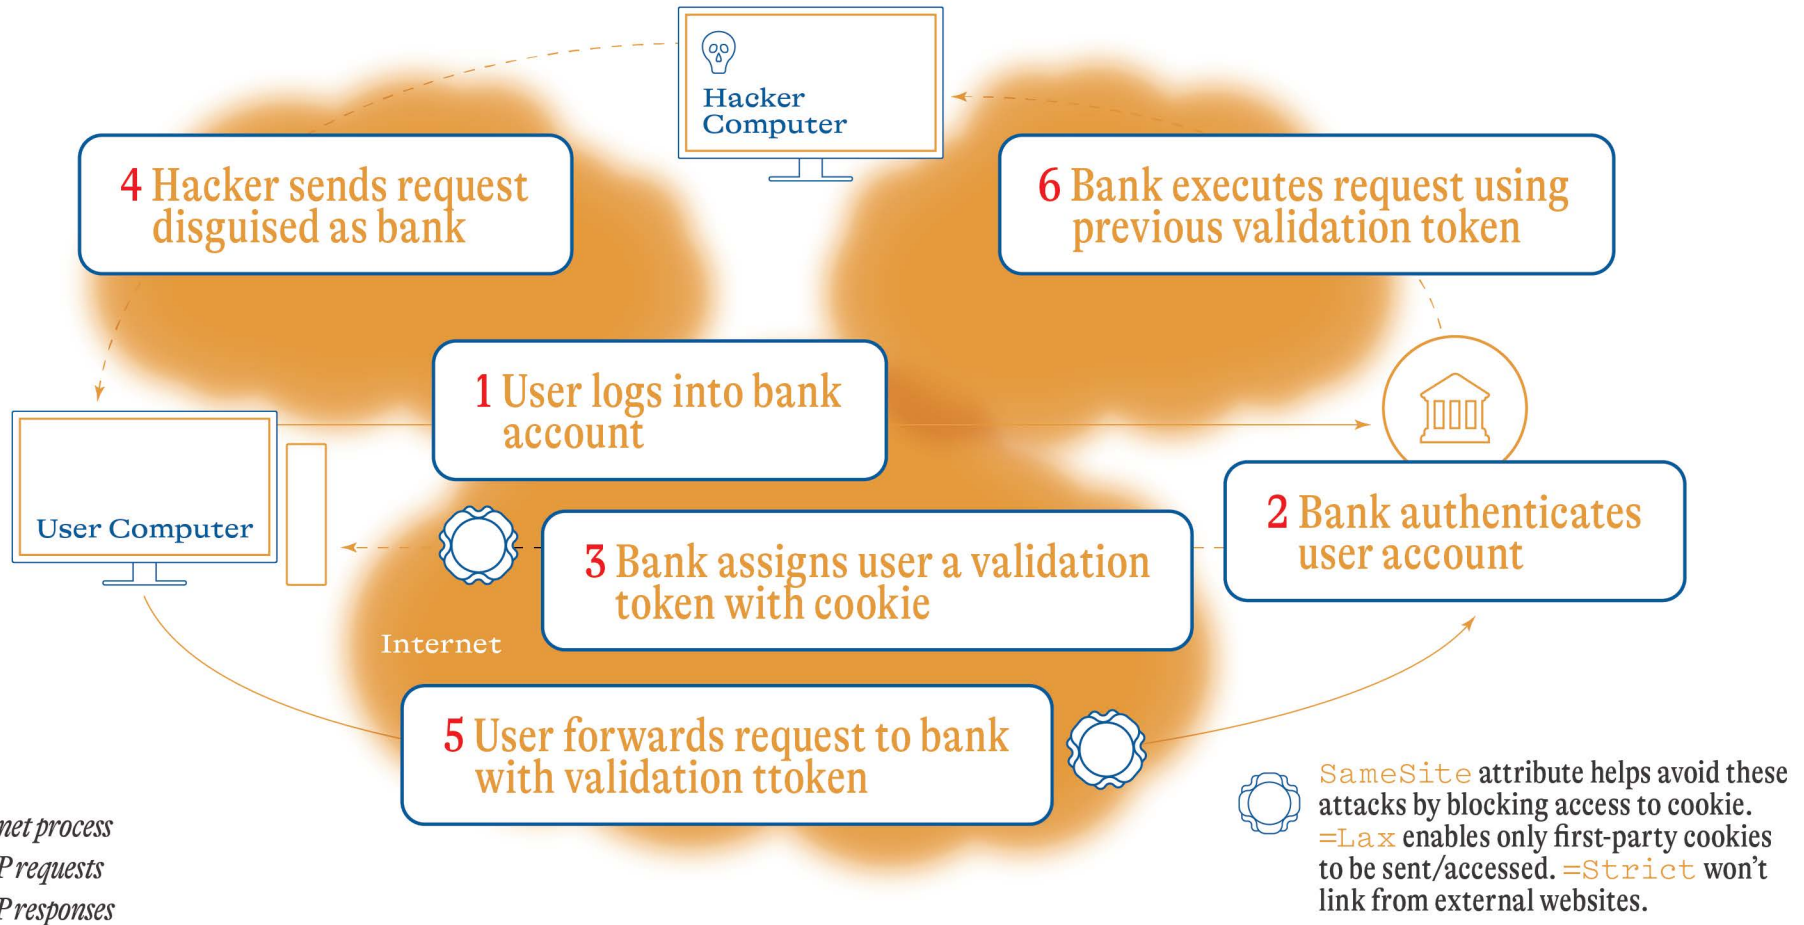 Hacker
Computer
4 Hacker sends request
disguised as bank
6 Bank executes request using
previous validation token
1 User logs into bank
account
User Computer
2 Bank authenticates
user account
3 Bank assigns user a validation
token with cookie
Internet
5 User forwards request to bank
with validation ttoken
SameSite attribute helps avoid these
attacks by blocking access to cookie.
=Lax enables only first-party cookies
to be sent/accessed. =Strict won't
link from external websites.
process
requests
responses